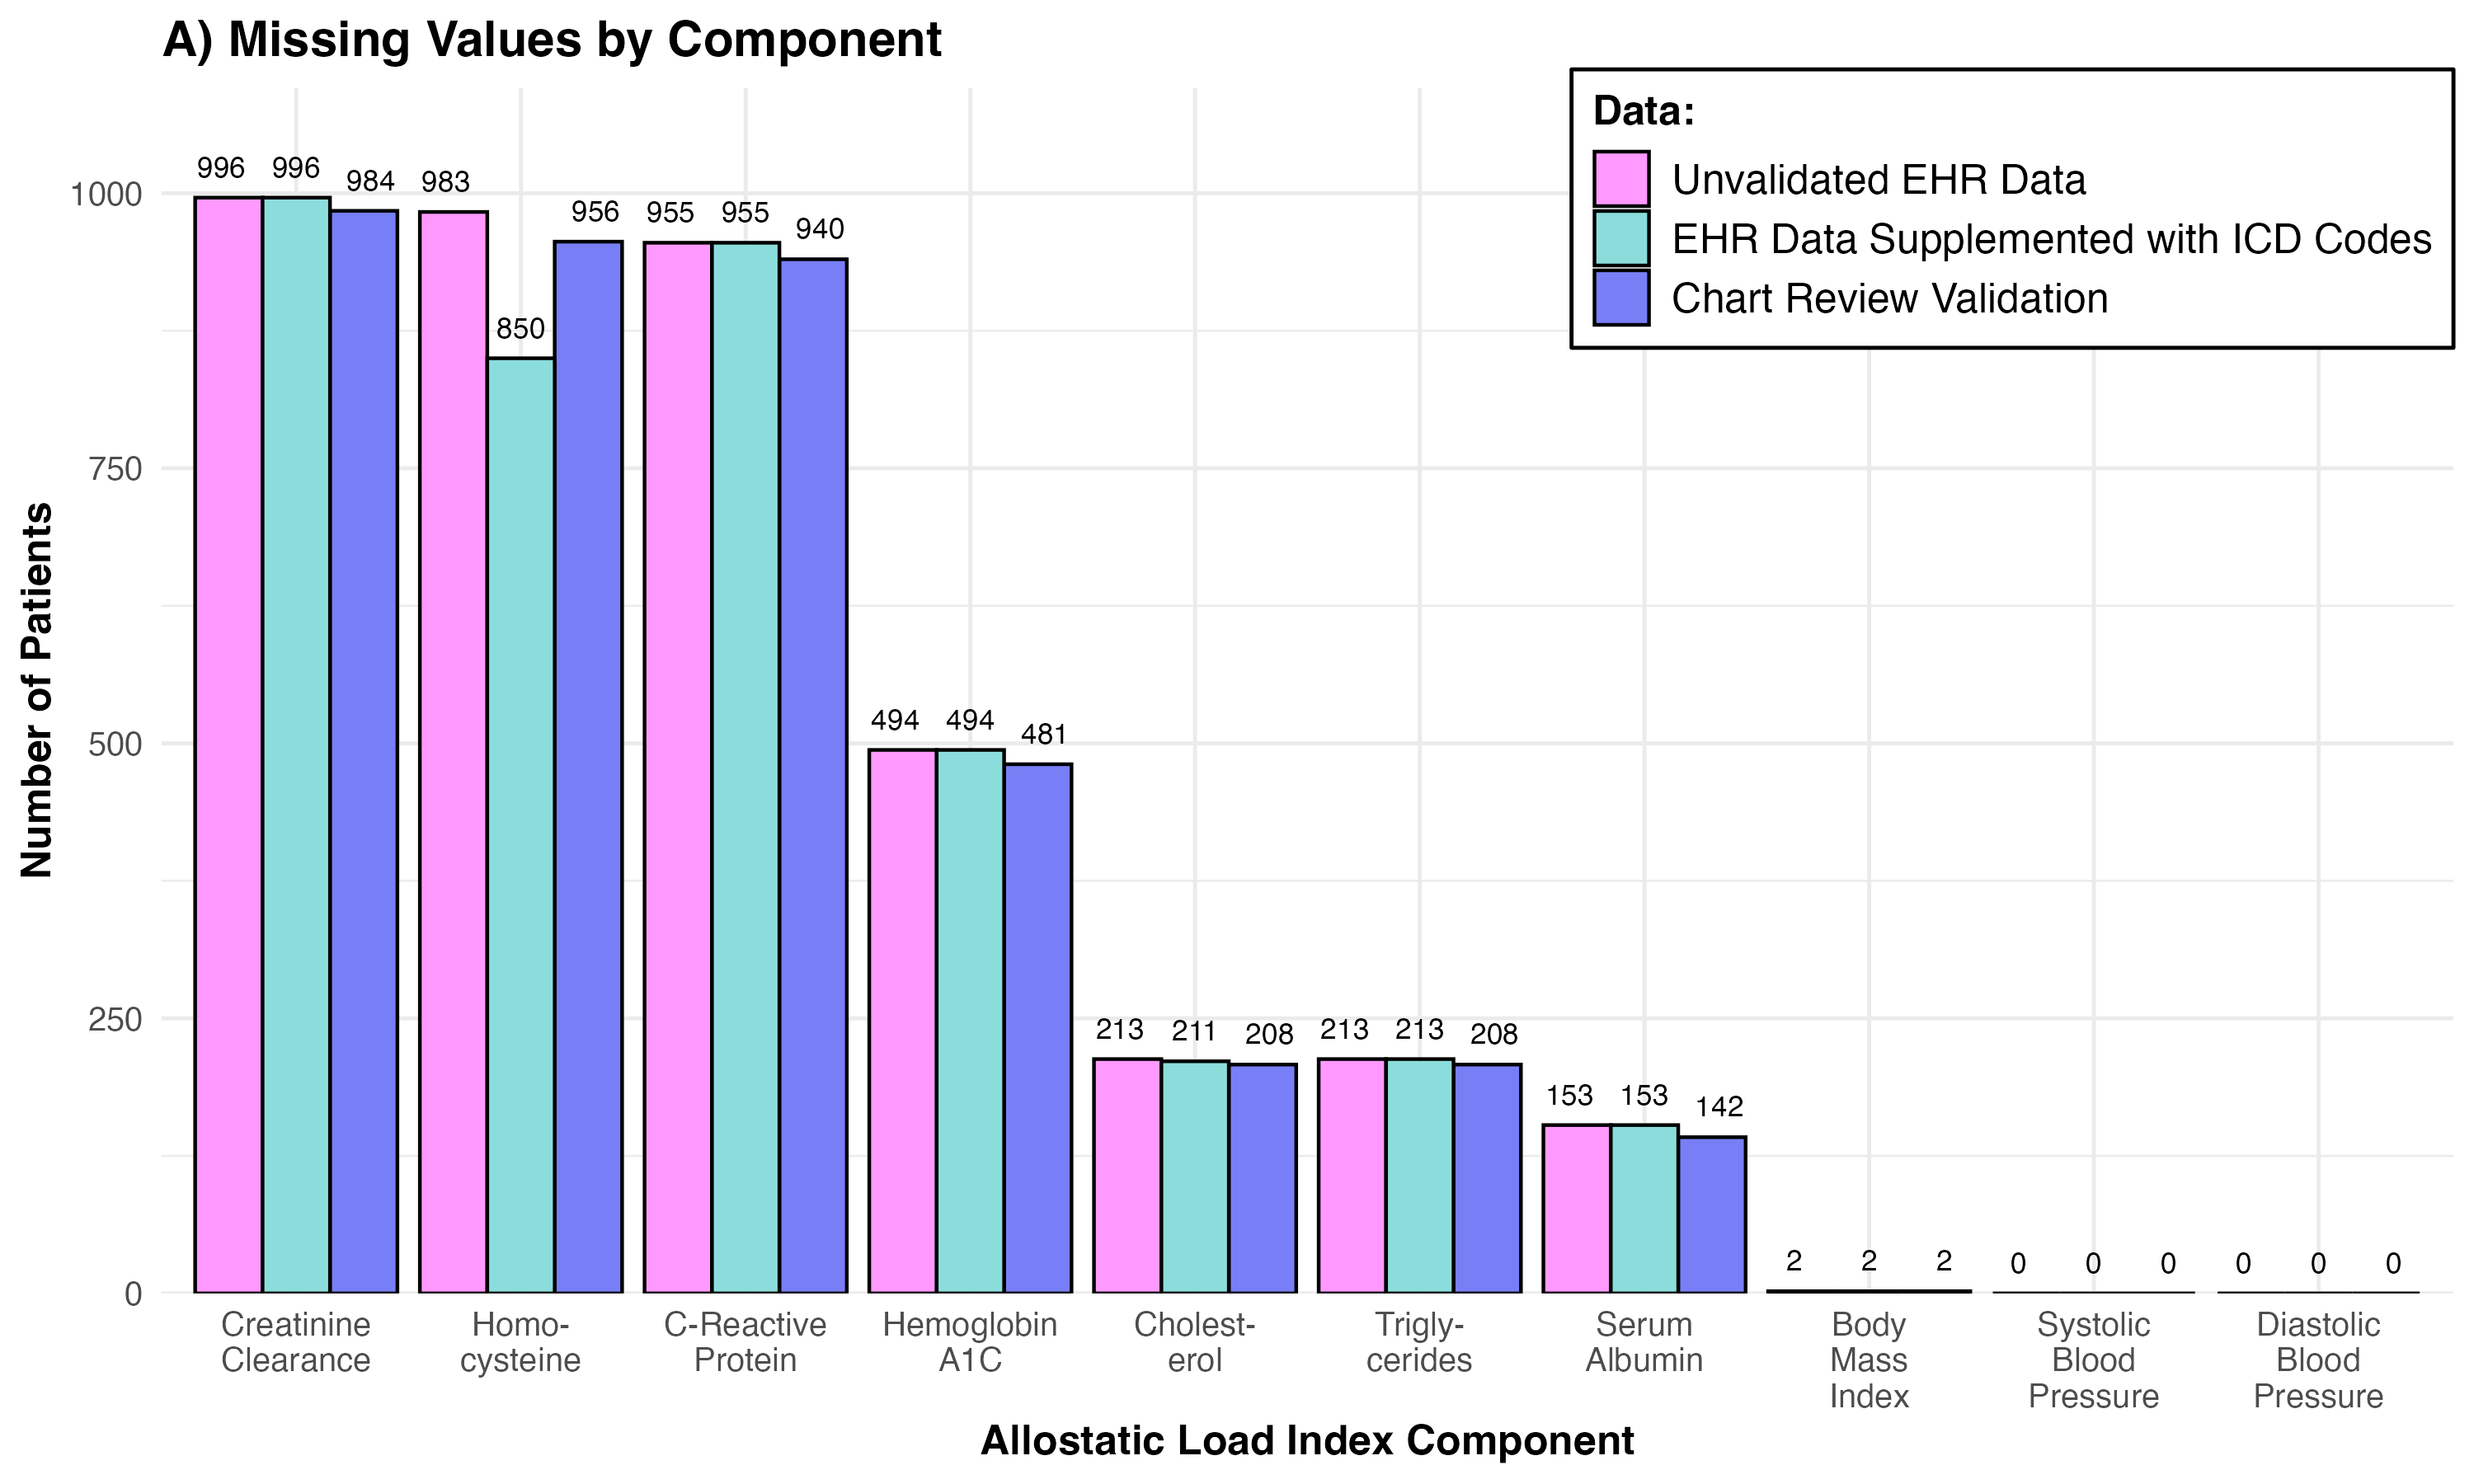 A) Missing Values by Component
Data:
Unvalidated EHR Data
EHR Data Supplemented with ICD Codes
Chart Review Validation
Number of Patients
1000
750
500
250
0
996 996 984
983 850 956
955 955 940
494 494 481
213 211 208
213 213 208
153 153 142
2 2 2
0 0 0
0 0 0
Creatinine
Clearance
Homo-
cysteine
C-Reactive
Protein
Hemoglobin
A1C
Cholest-
erol
Trigly-
cerides
Serum
Albumin
Body
Mass
Index
Systolic
Blood
Pressure
Diastolic
Blood
Pressure
Allostatic Load Index Component